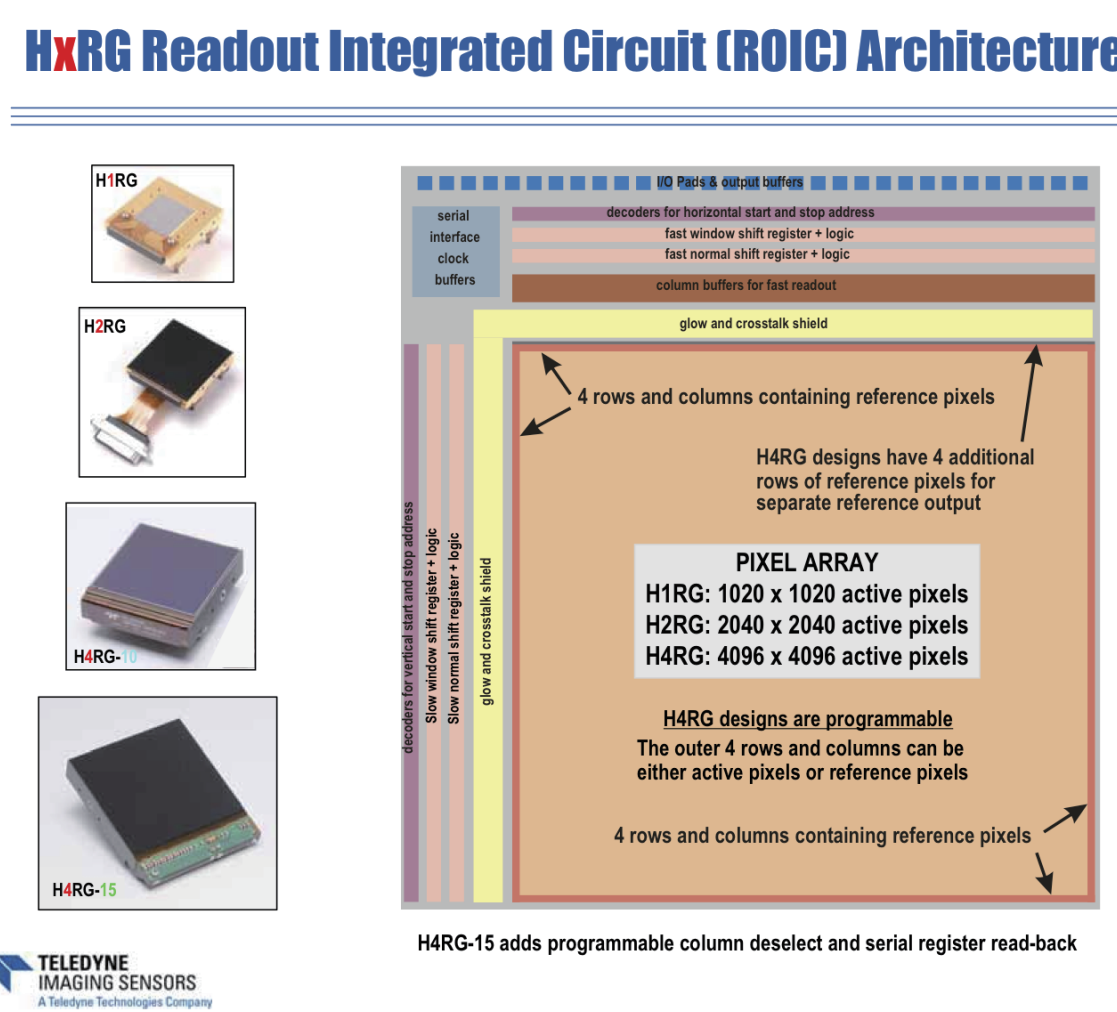 HxRG Readout Integrated Circuit (ROIC) Architecture
H1RG
H2RG
H4RG-10
H4RG-15
I/O Pads & output buffers
serial
interface
clock
buffers
decoders for horizontal start and stop address
fast window shift register + logic
fast normal shift register + logic
column buffers for fast readout
glow and crosstalk shield
decoders for vertical start and stop address
Slow window shift register + logic
Slow normal shift register + logic
glow and crosstalk shield
4 rows and columns containing reference pixels
H4RG designs have 4 additional
rows of reference pixels for
separate reference output
PIXEL ARRAY
H1RG: 1020 x 1020 active pixels
H2RG: 2040 x 2040 active pixels
H4RG: 4096 x 4096 active pixels
H4RG designs are programmable
The outer 4 rows and columns can be
either active pixels or reference pixels
4 rows and columns containing reference pixels
H4RG-15 adds programmable column deselect and serial register read-back
TELEDYNE
IMAGING SENSORS
A Teledyne Technologies Company